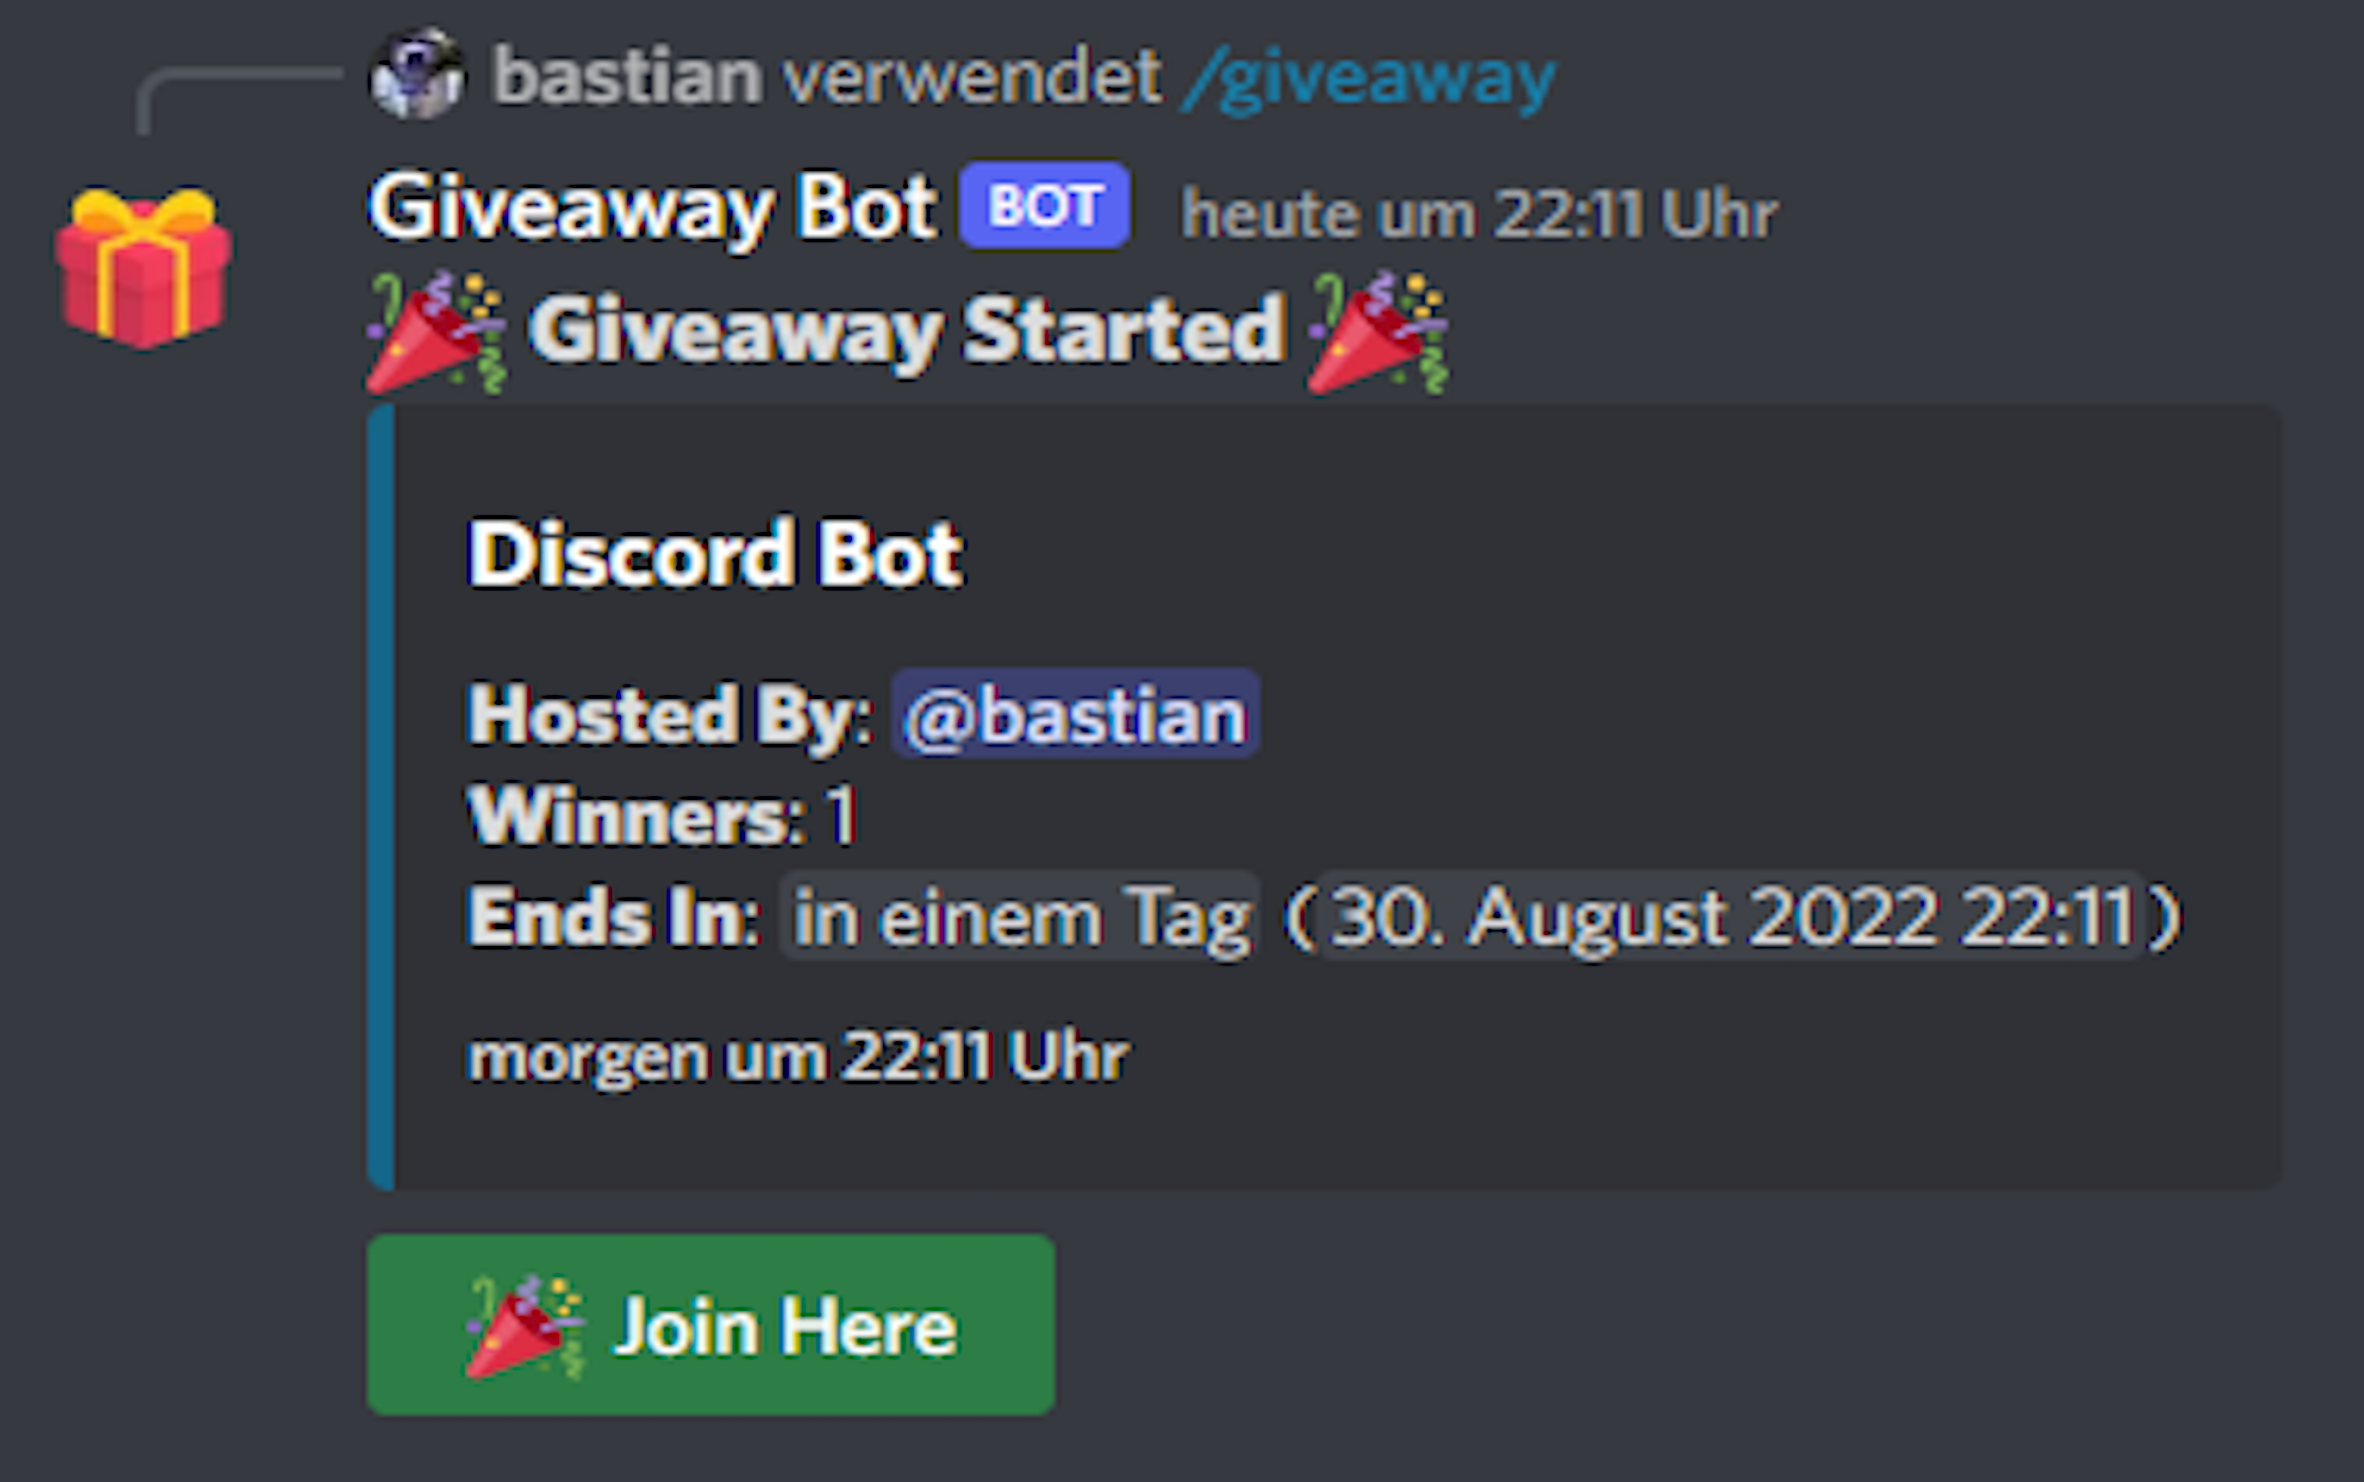 bastian verwendet /giveaway
Giveaway Bot BOT heute um 22:11 Uhr
🎉 Giveaway Started 🎉
Discord Bot
Hosted By: @bastian
Winners: 1
Ends In: in einem Tag (30. August 2022 22:11)
morgen um 22:11 Uhr
🎉 Join Here